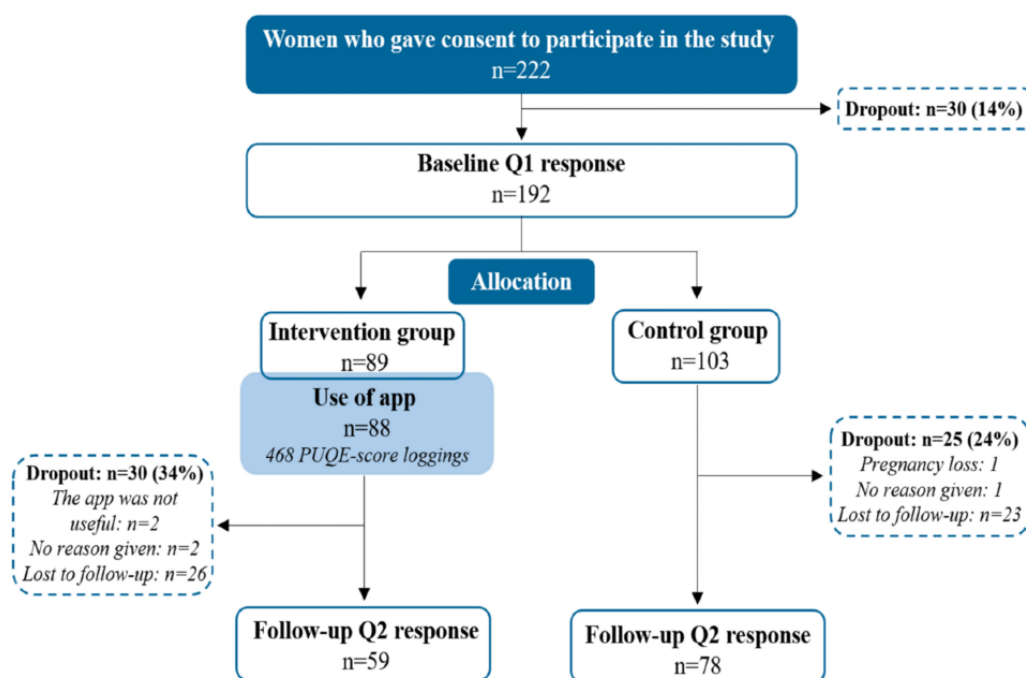 Women who gave consent to participate in the study
n=222
Dropout: n=30 (14%)
Baseline Q1 response
n=192
Allocation
Intervention group
n=89
Control group
n=103
Use of app
n=88
468 PUQE-score loggings
Dropout: n=30 (34%)
The app was not
useful: n=2
No reason given: n=2
Lost to follow-up: n=26
Dropout: n=25 (24%)
Pregnancy loss: 1
No reason given: 1
Lost to follow-up: n=23
Follow-up Q2 response
n=59
Follow-up Q2 response
n=78